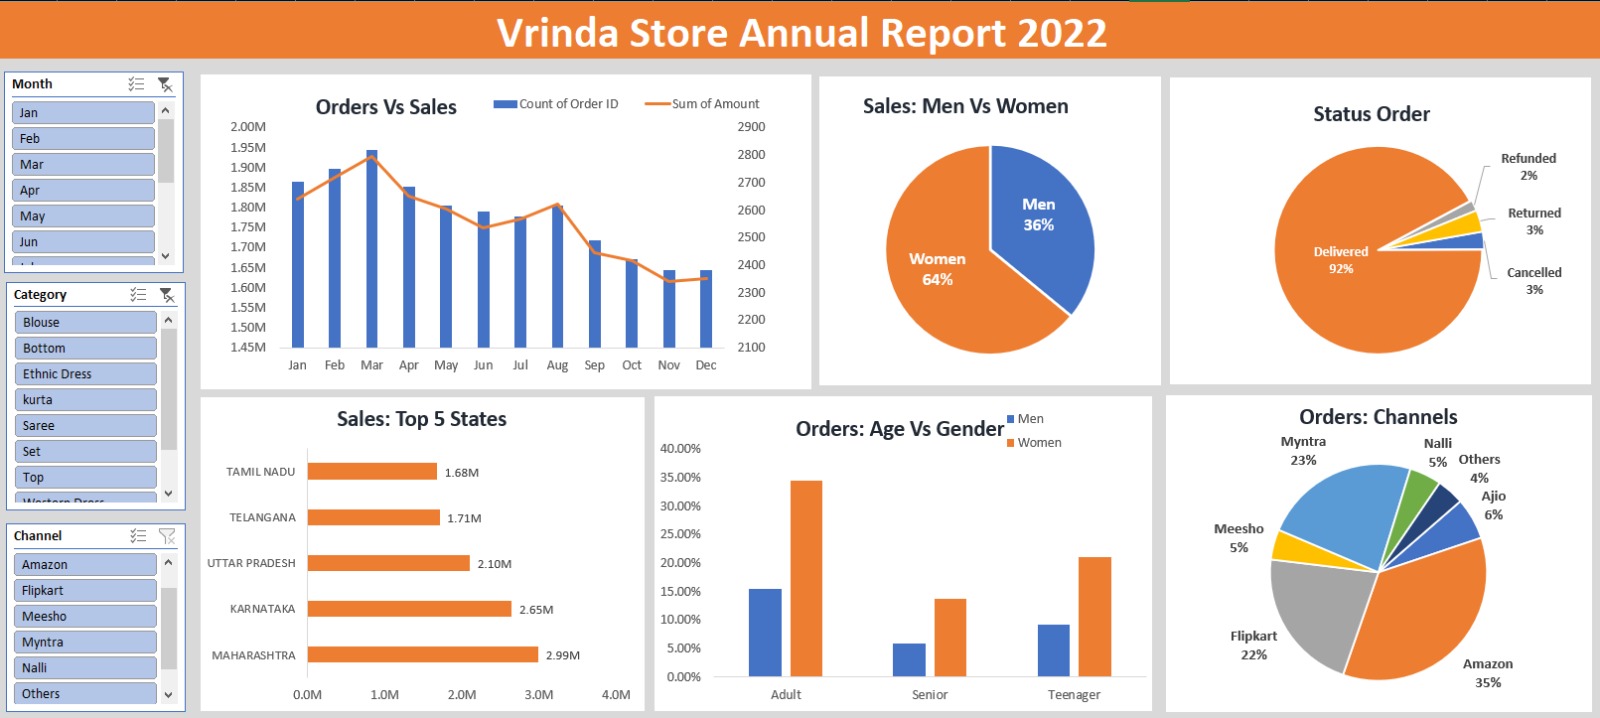 Vrinda Store Annual Report 2022
Month
Jan
Feb
Mar
Apr
May
Jun
Category
Blouse
Bottom
Ethnic Dress
kurta
Saree
Set
Top
Western Dress
Channel
Amazon
Flipkart
Meesho
Myntra
Nalli
Others
Orders Vs Sales
Count of Order ID
Sum of Amount
2.00M
1.95M
1.90M
1.85M
1.80M
1.75M
1.70M
1.65M
1.60M
1.55M
1.50M
1.45M
2900
2800
2700
2600
2500
2400
2300
2200
2100
Jan Feb Mar Apr May Jun Jul Aug Sep Oct Nov Dec
Sales: Men Vs Women
Men
36%
Women
64%
Status Order
Refunded
2%
Returned
3%
Delivered
92%
Cancelled
3%
Sales: Top 5 States
TAMIL NADU 1.68M
TELANGANA 1.71M
UTTAR PRADESH 2.10M
KARNATAKA 2.65M
MAHARASHTRA 2.99M
0.0M 1.0M 2.0M 3.0M 4.0M
Orders: Age Vs Gender
Men
Women
40.00%
35.00%
30.00%
25.00%
20.00%
15.00%
10.00%
5.00%
0.00%
Adult Senior Teenager
Orders: Channels
Myntra
23%
Nalli
5%
Others
4%
Ajio
6%
Meesho
5%
Flipkart
22%
Amazon
35%